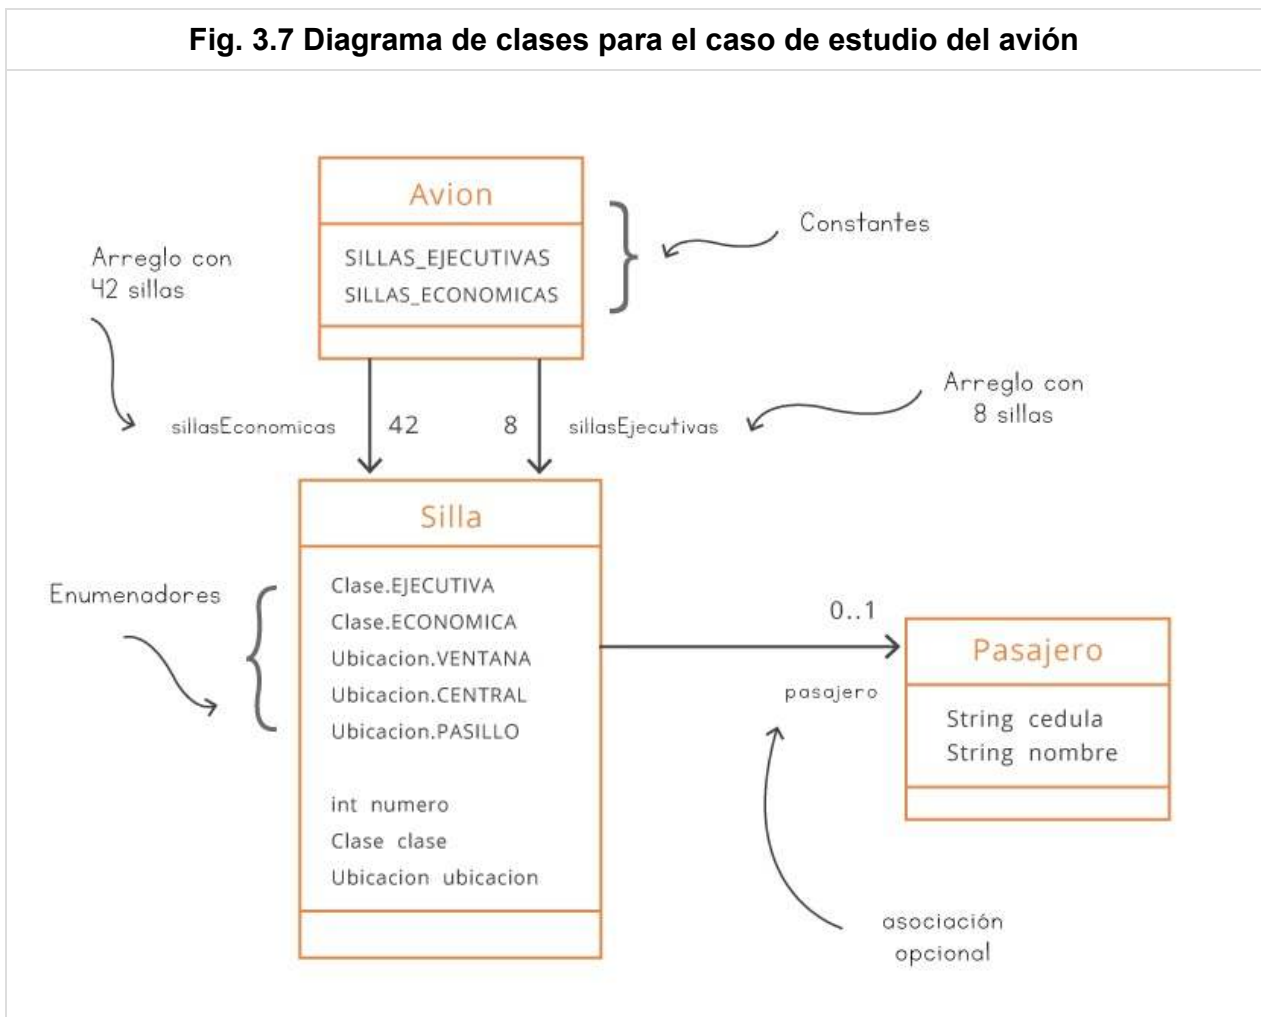 Fig. 3.7 Diagrama de clases para el caso de estudio del avión
Avion
SILLAS_EJECUTIVAS
SILLAS_ECONOMICAS
Constantes
Arreglo con
42 sillas
sillasEconomicas
42
8
sillasEjecutivas
Arreglo con
8 sillas
Silla
Clase.EJECUTIVA
Clase.ECONOMICA
Ubicacion.VENTANA
Ubicacion.CENTRAL
Ubicacion.PASILLO
int numero
Clase clase
Ubicacion ubicacion
Enumenadores
0..1
pasajero
Pasajero
String cedula
String nombre
asociación
opcional